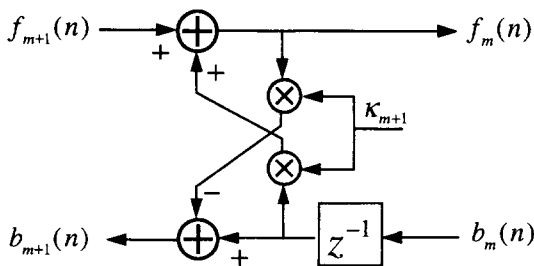 f_{m+1}(n) + + f_m(n)
κ_{m+1}
−
b_{m+1}(n) + z^{-1} b_m(n)